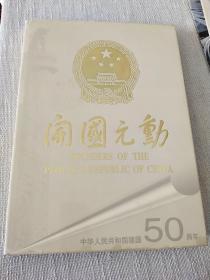 開國元勳
FOUNDERS OF THE
PEOPLE'S REPUBLIC OF CHINA
中华人民共和国建国50周年